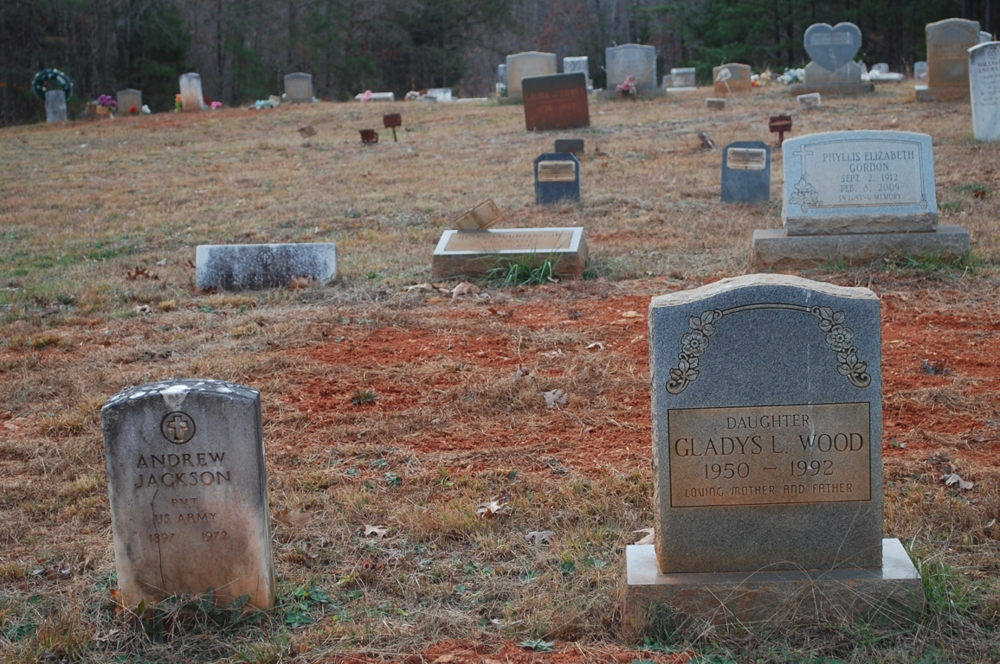 PHYLLIS ELIZABETH
GORDON
SEPT. 2, 1912
FEB. 8, 2009
IN LOVING MEMORY
DAUGHTER
GLADYS L. WOOD
1950 – 1992
LOVING MOTHER AND FATHER
ANDREW
JACKSON
PVT
US ARMY
1897 1972